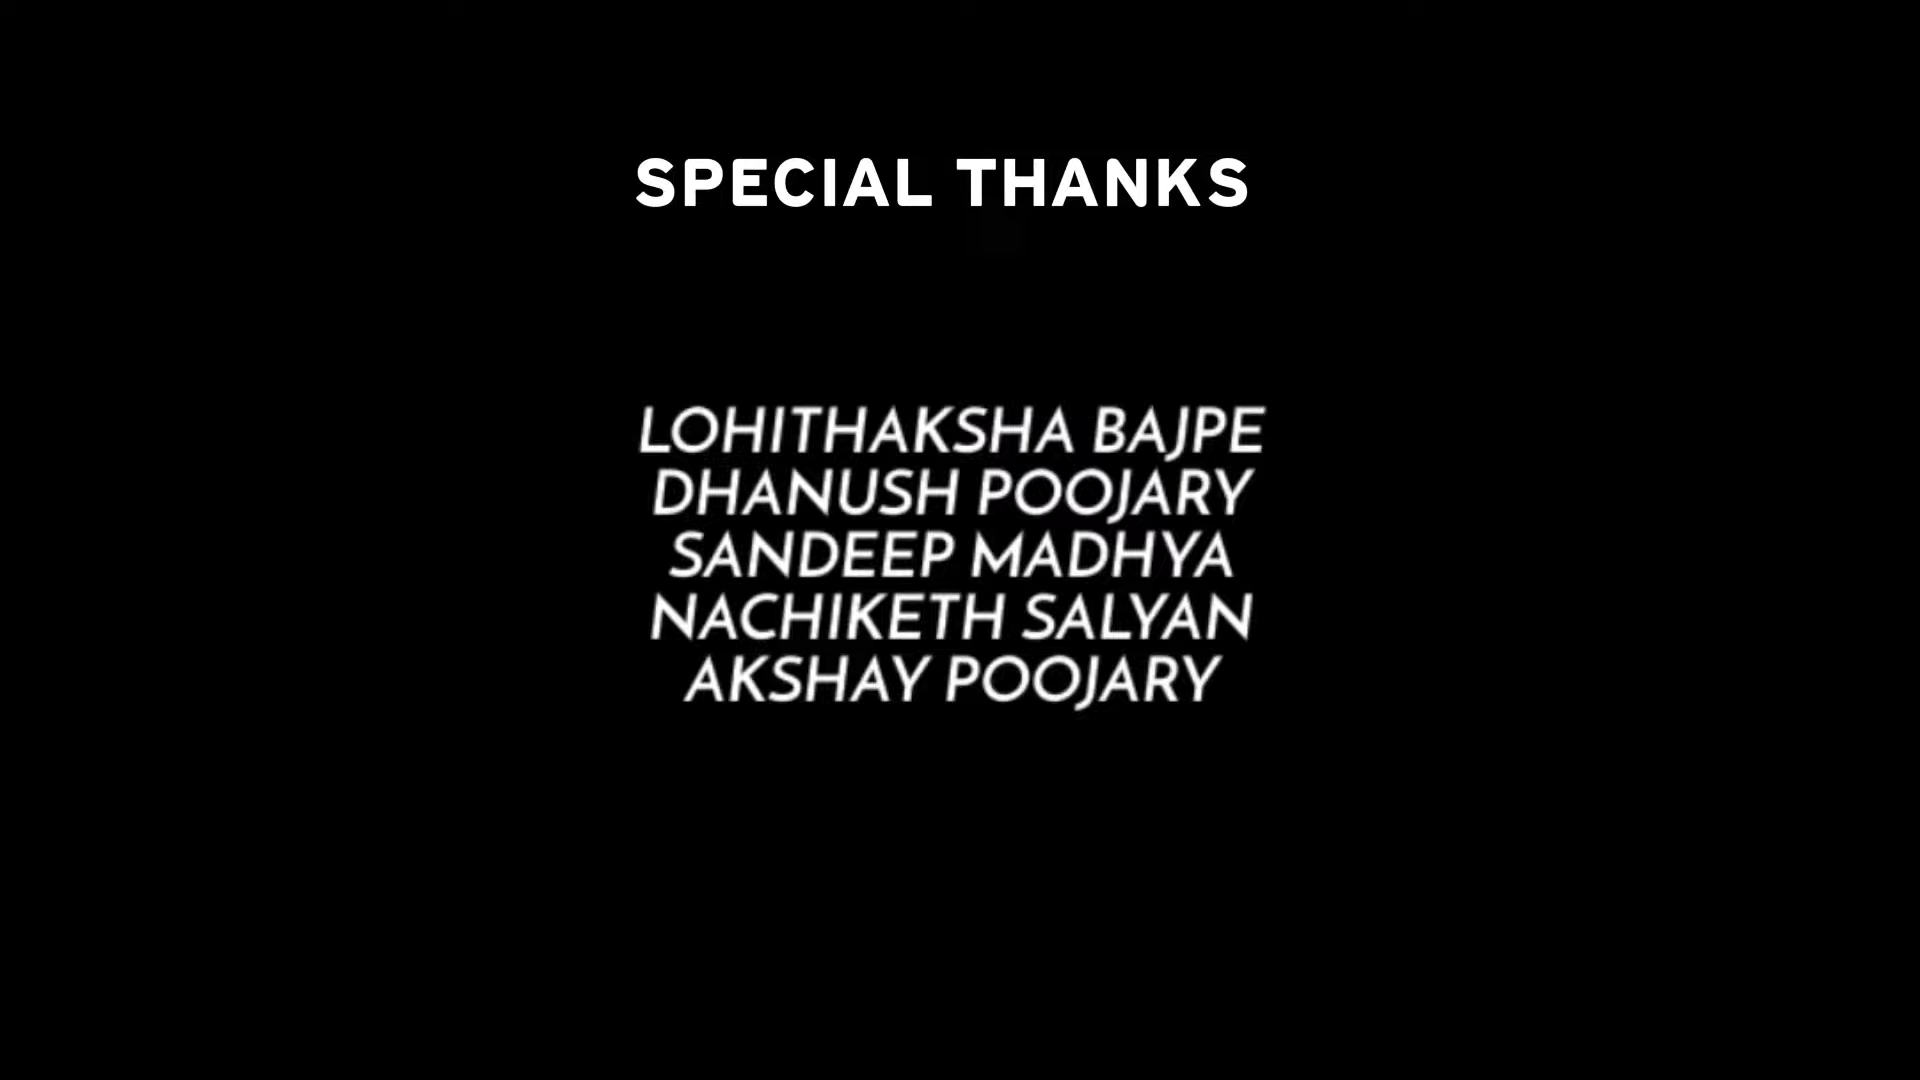 SPECIAL THANKS
LOHITHAKSHA BAJPE
DHANUSH POOJARY
SANDEEP MADHYA
NACHIKETH SALYAN
AKSHAY POOJARY